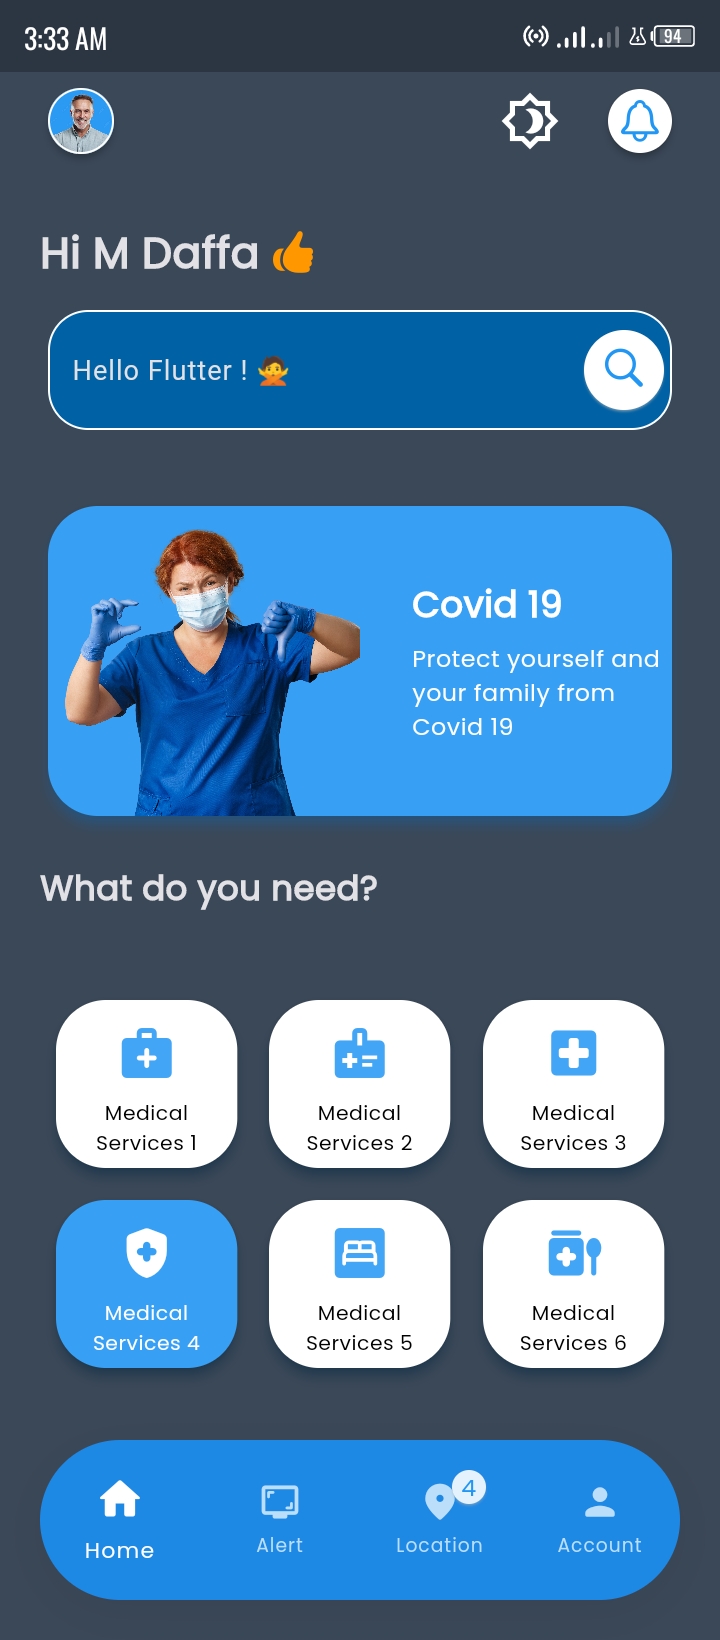 3:33 AM
94
Hi M Daffa 👍
Hello Flutter ! 🙅
Covid 19
Protect yourself and
your family from
Covid 19
What do you need?
Medical
Services 1
Medical
Services 2
Medical
Services 3
Medical
Services 4
Medical
Services 5
Medical
Services 6
4
Home
Alert
Location
Account